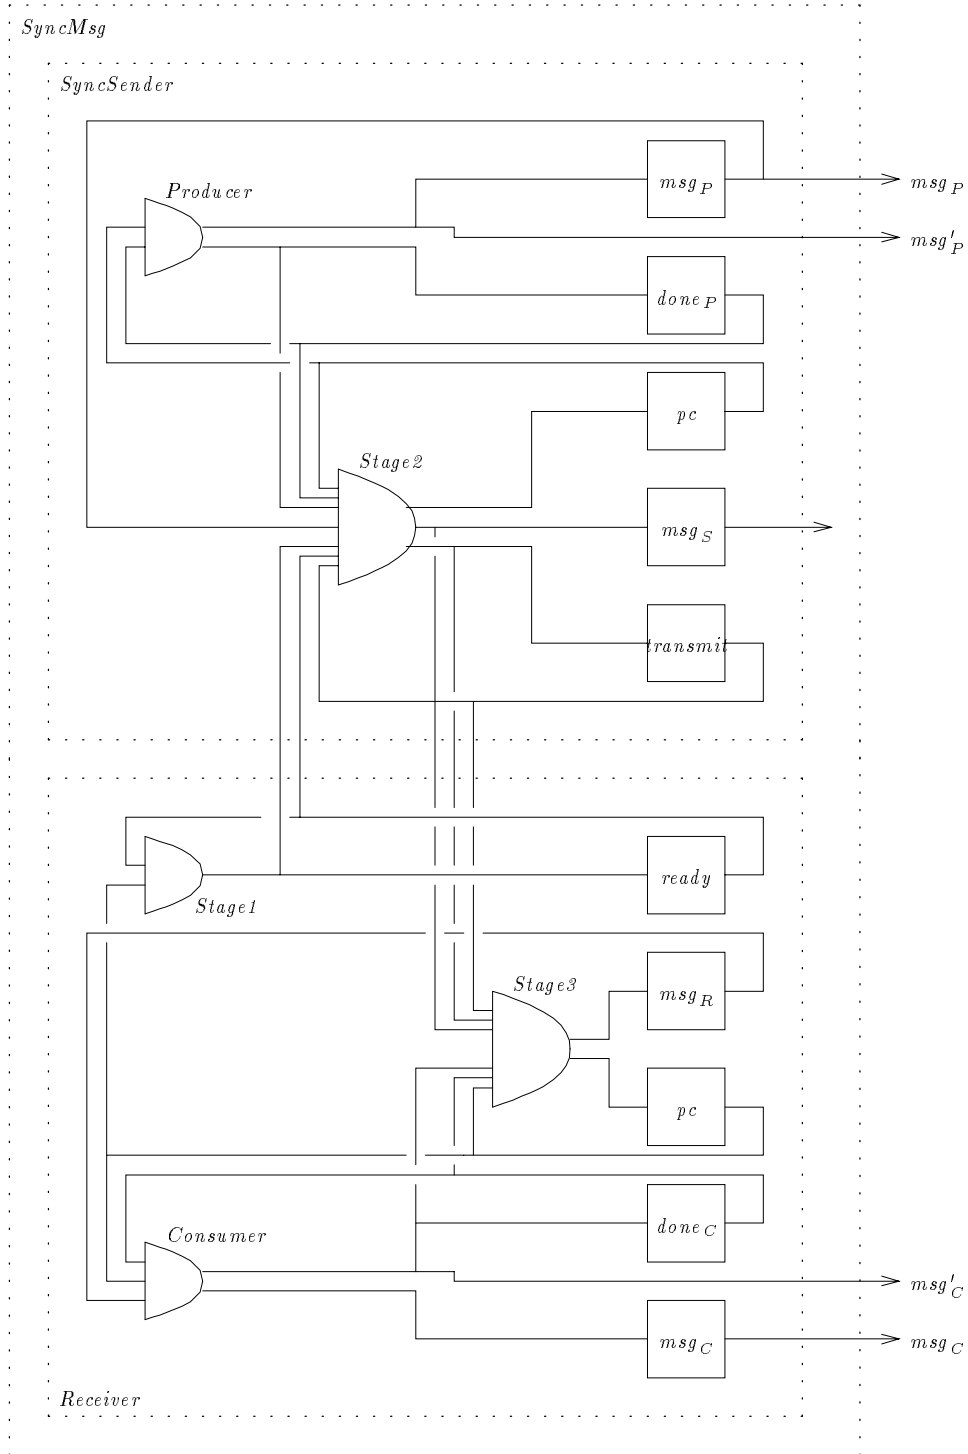 SyncMsg
SyncSender
msg_P
msg_P
Producer
msg'_P
done_P
pc
Stage2
msg_S
transmit
ready
Stage1
Stage3
msg_R
pc
done_C
Consumer
msg'_C
msg_C
msg_C
Receiver